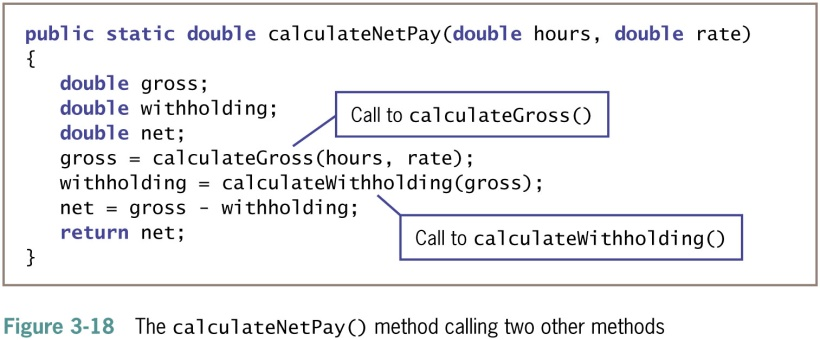 public static double calculateNetPay(double hours, double rate)
{
double gross;
double withholding;
double net;
Call to calculateGross()
gross = calculateGross(hours, rate);
withholding = calculateWithholding(gross);
net = gross - withholding;
return net;
Call to calculateWithholding()
}
Figure 3-18 The calculateNetPay() method calling two other methods